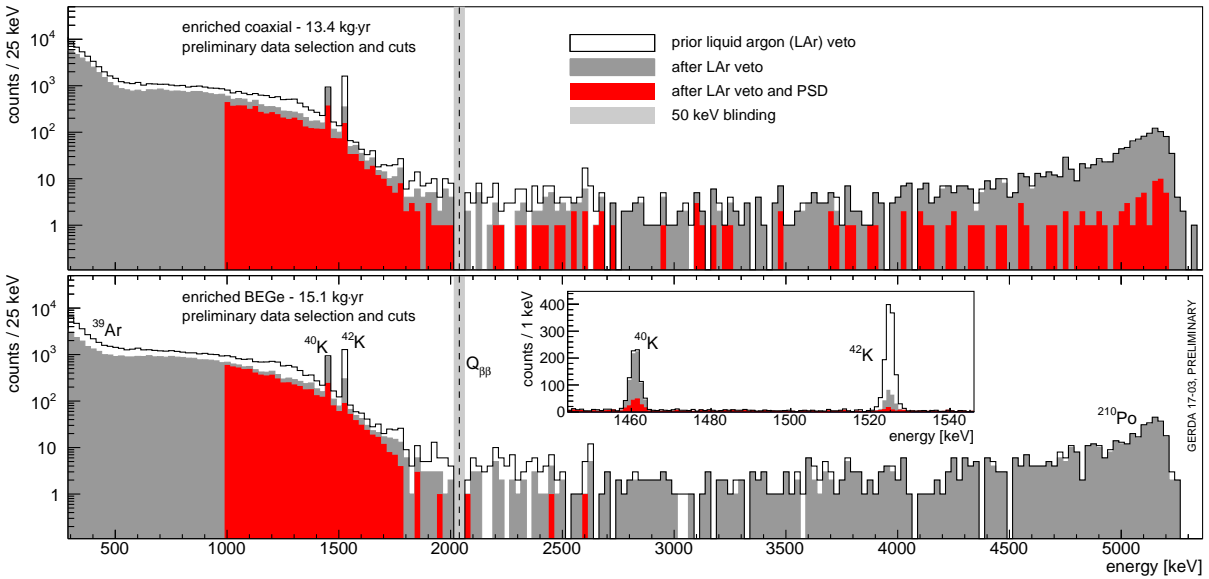 enriched coaxial - 13.4 kg·yr
preliminary data selection and cuts
prior liquid argon (LAr) veto
after LAr veto
after LAr veto and PSD
50 keV blinding
counts / 25 keV
10⁴
10³
10²
10
1
enriched BEGe - 15.1 kg·yr
preliminary data selection and cuts
³⁹Ar
⁴⁰K
⁴²K
Qββ
counts / 1 keV
400
200
0
⁴⁰K
⁴²K
1460
1480
1500
1520
1540
energy [keV]
²¹⁰Po
GERDA 17-03, PRELIMINARY
counts / 25 keV
10⁴
10³
10²
10
1
500
1000
1500
2000
2500
3000
3500
4000
4500
5000
energy [keV]